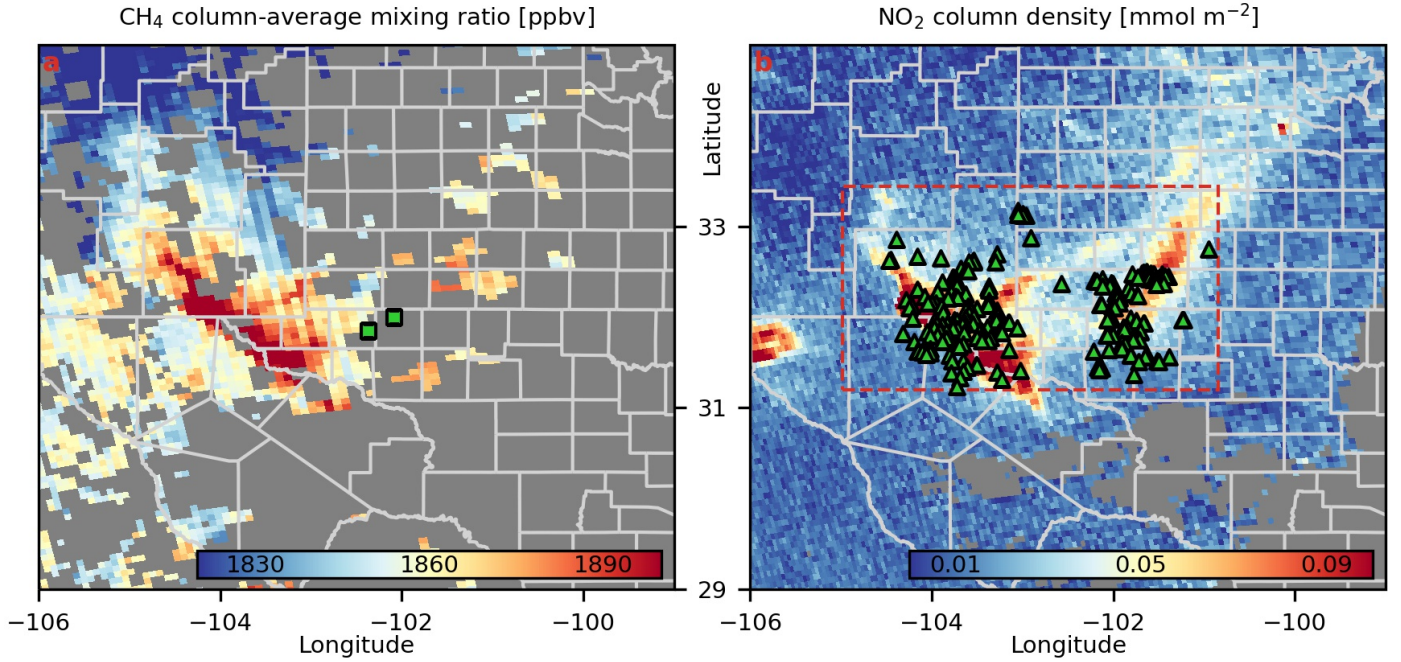 CH₄ column-average mixing ratio [ppbv]
NO₂ column density [mmol m⁻²]
a
b
Latitude
33
31
29
1830 1860 1890
0.01 0.05 0.09
−106 −104 −102 −100
−106 −104 −102 −100
Longitude
Longitude